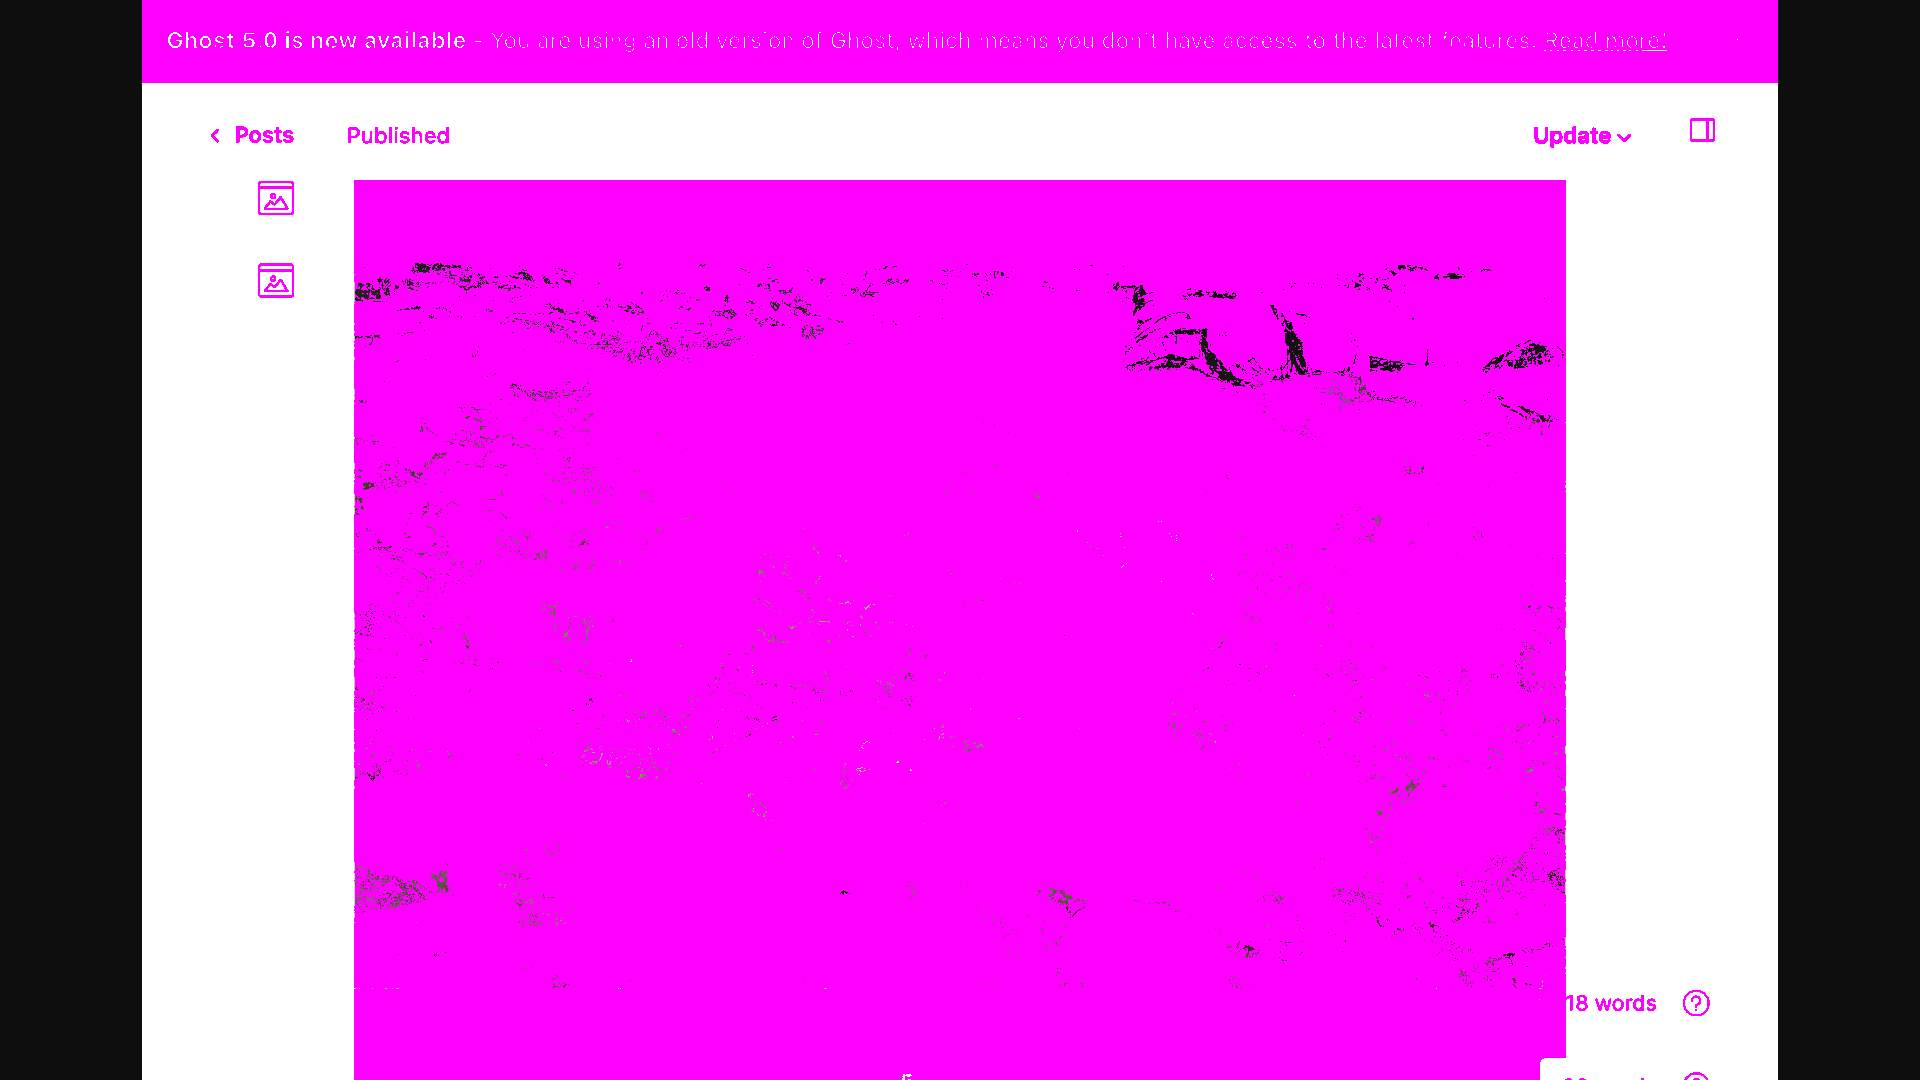 Ghost 5.0 is now available - You are using an old version of Ghost, which means you don't have access to the latest features. Read more!
Posts Published Update
18 words